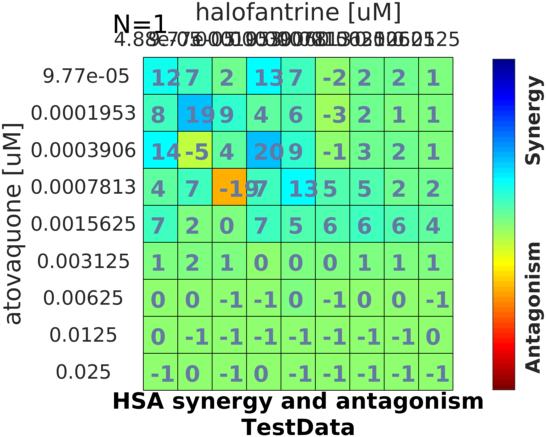 halofantrine [uM]
N=1
9.77e-05 12 7 2 13 7 -2 2 2 1
0.0001953 8 19 9 4 6 -3 2 1 1
0.0003906 14 -5 4 20 9 -1 3 2 1
0.0007813 4 7 -19 7 13 5 5 2 2
0.0015625 7 2 0 7 5 6 6 6 4
0.003125 1 2 1 0 0 0 1 1 1
0.00625 0 0 -1 -1 0 -1 0 0 -1
0.0125 0 -1 -1 -1 -1 -1 -1 -1 0
0.025 -1 0 -1 0 -1 -1 0 -1 -1
atovaquone [uM]
Synergy
Antagonism
HSA synergy and antagonism
TestData